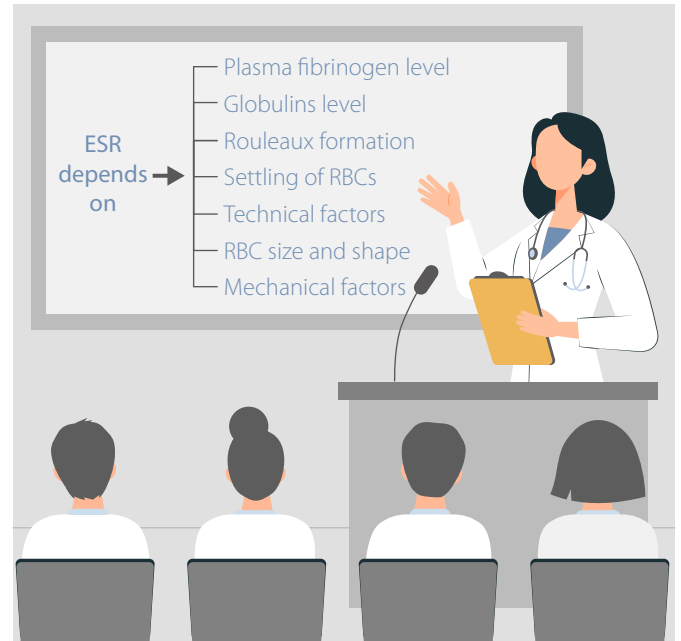 ESR
depends
on
Plasma fibrinogen level
Globulins level
Rouleaux formation
Settling of RBCs
Technical factors
RBC size and shape
Mechanical factors